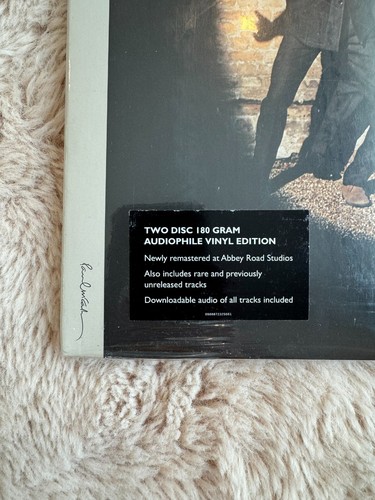 TWO DISC 180 GRAM
AUDIOPHILE VINYL EDITION
Newly remastered at Abbey Road Studios
Also includes rare and previously
unreleased tracks
Downloadable audio of all tracks included